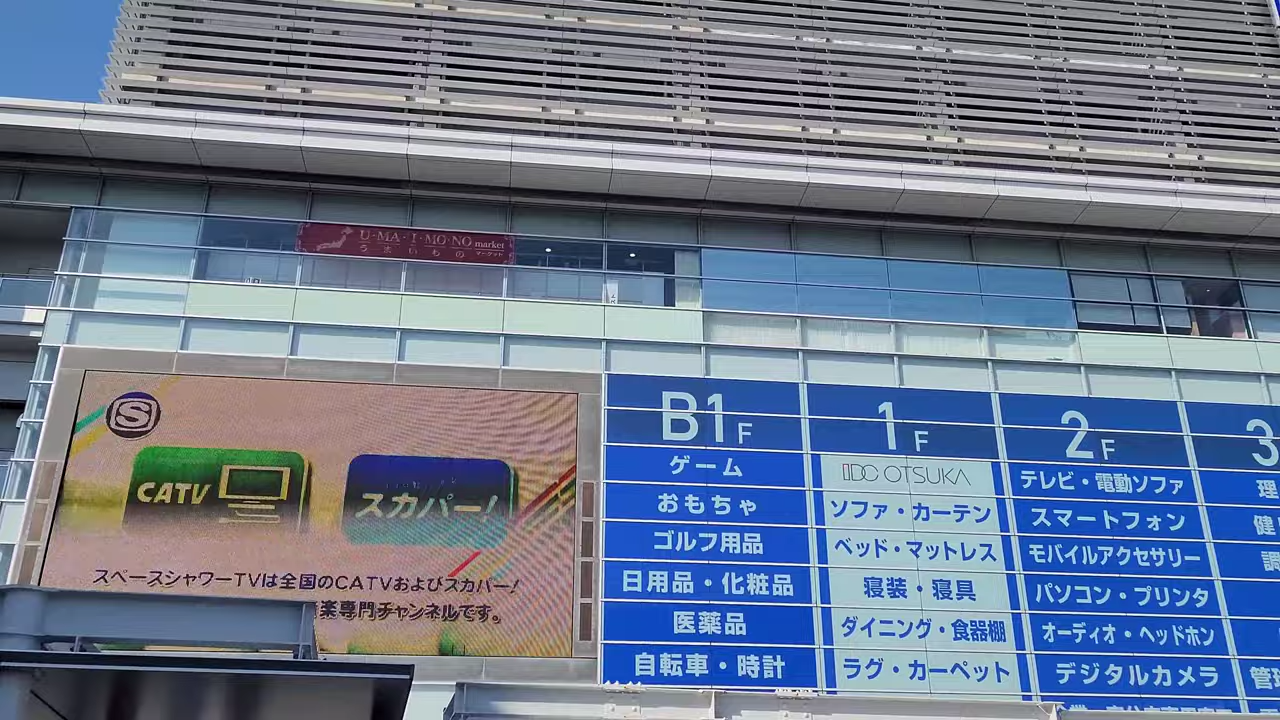 U·MA·I·MO·NO market
うまいもの マーケット
S
CATV
スカパー!
スペースシャワーTVは全国のCATVおよびスカパー!
楽専門チャンネルです。
B1F
ゲーム
おもちゃ
ゴルフ用品
日用品・化粧品
医薬品
自転車・時計
1F
IDC OTSUKA
ソファ・カーテン
ベッド・マットレス
寝装・寝具
ダイニング・食器棚
ラグ・カーペット
2F
テレビ・電動ソファ
スマートフォン
モバイルアクセサリー
パソコン・プリンタ
オーディオ・ヘッドホン
デジタルカメラ
3
理
健
調
管理